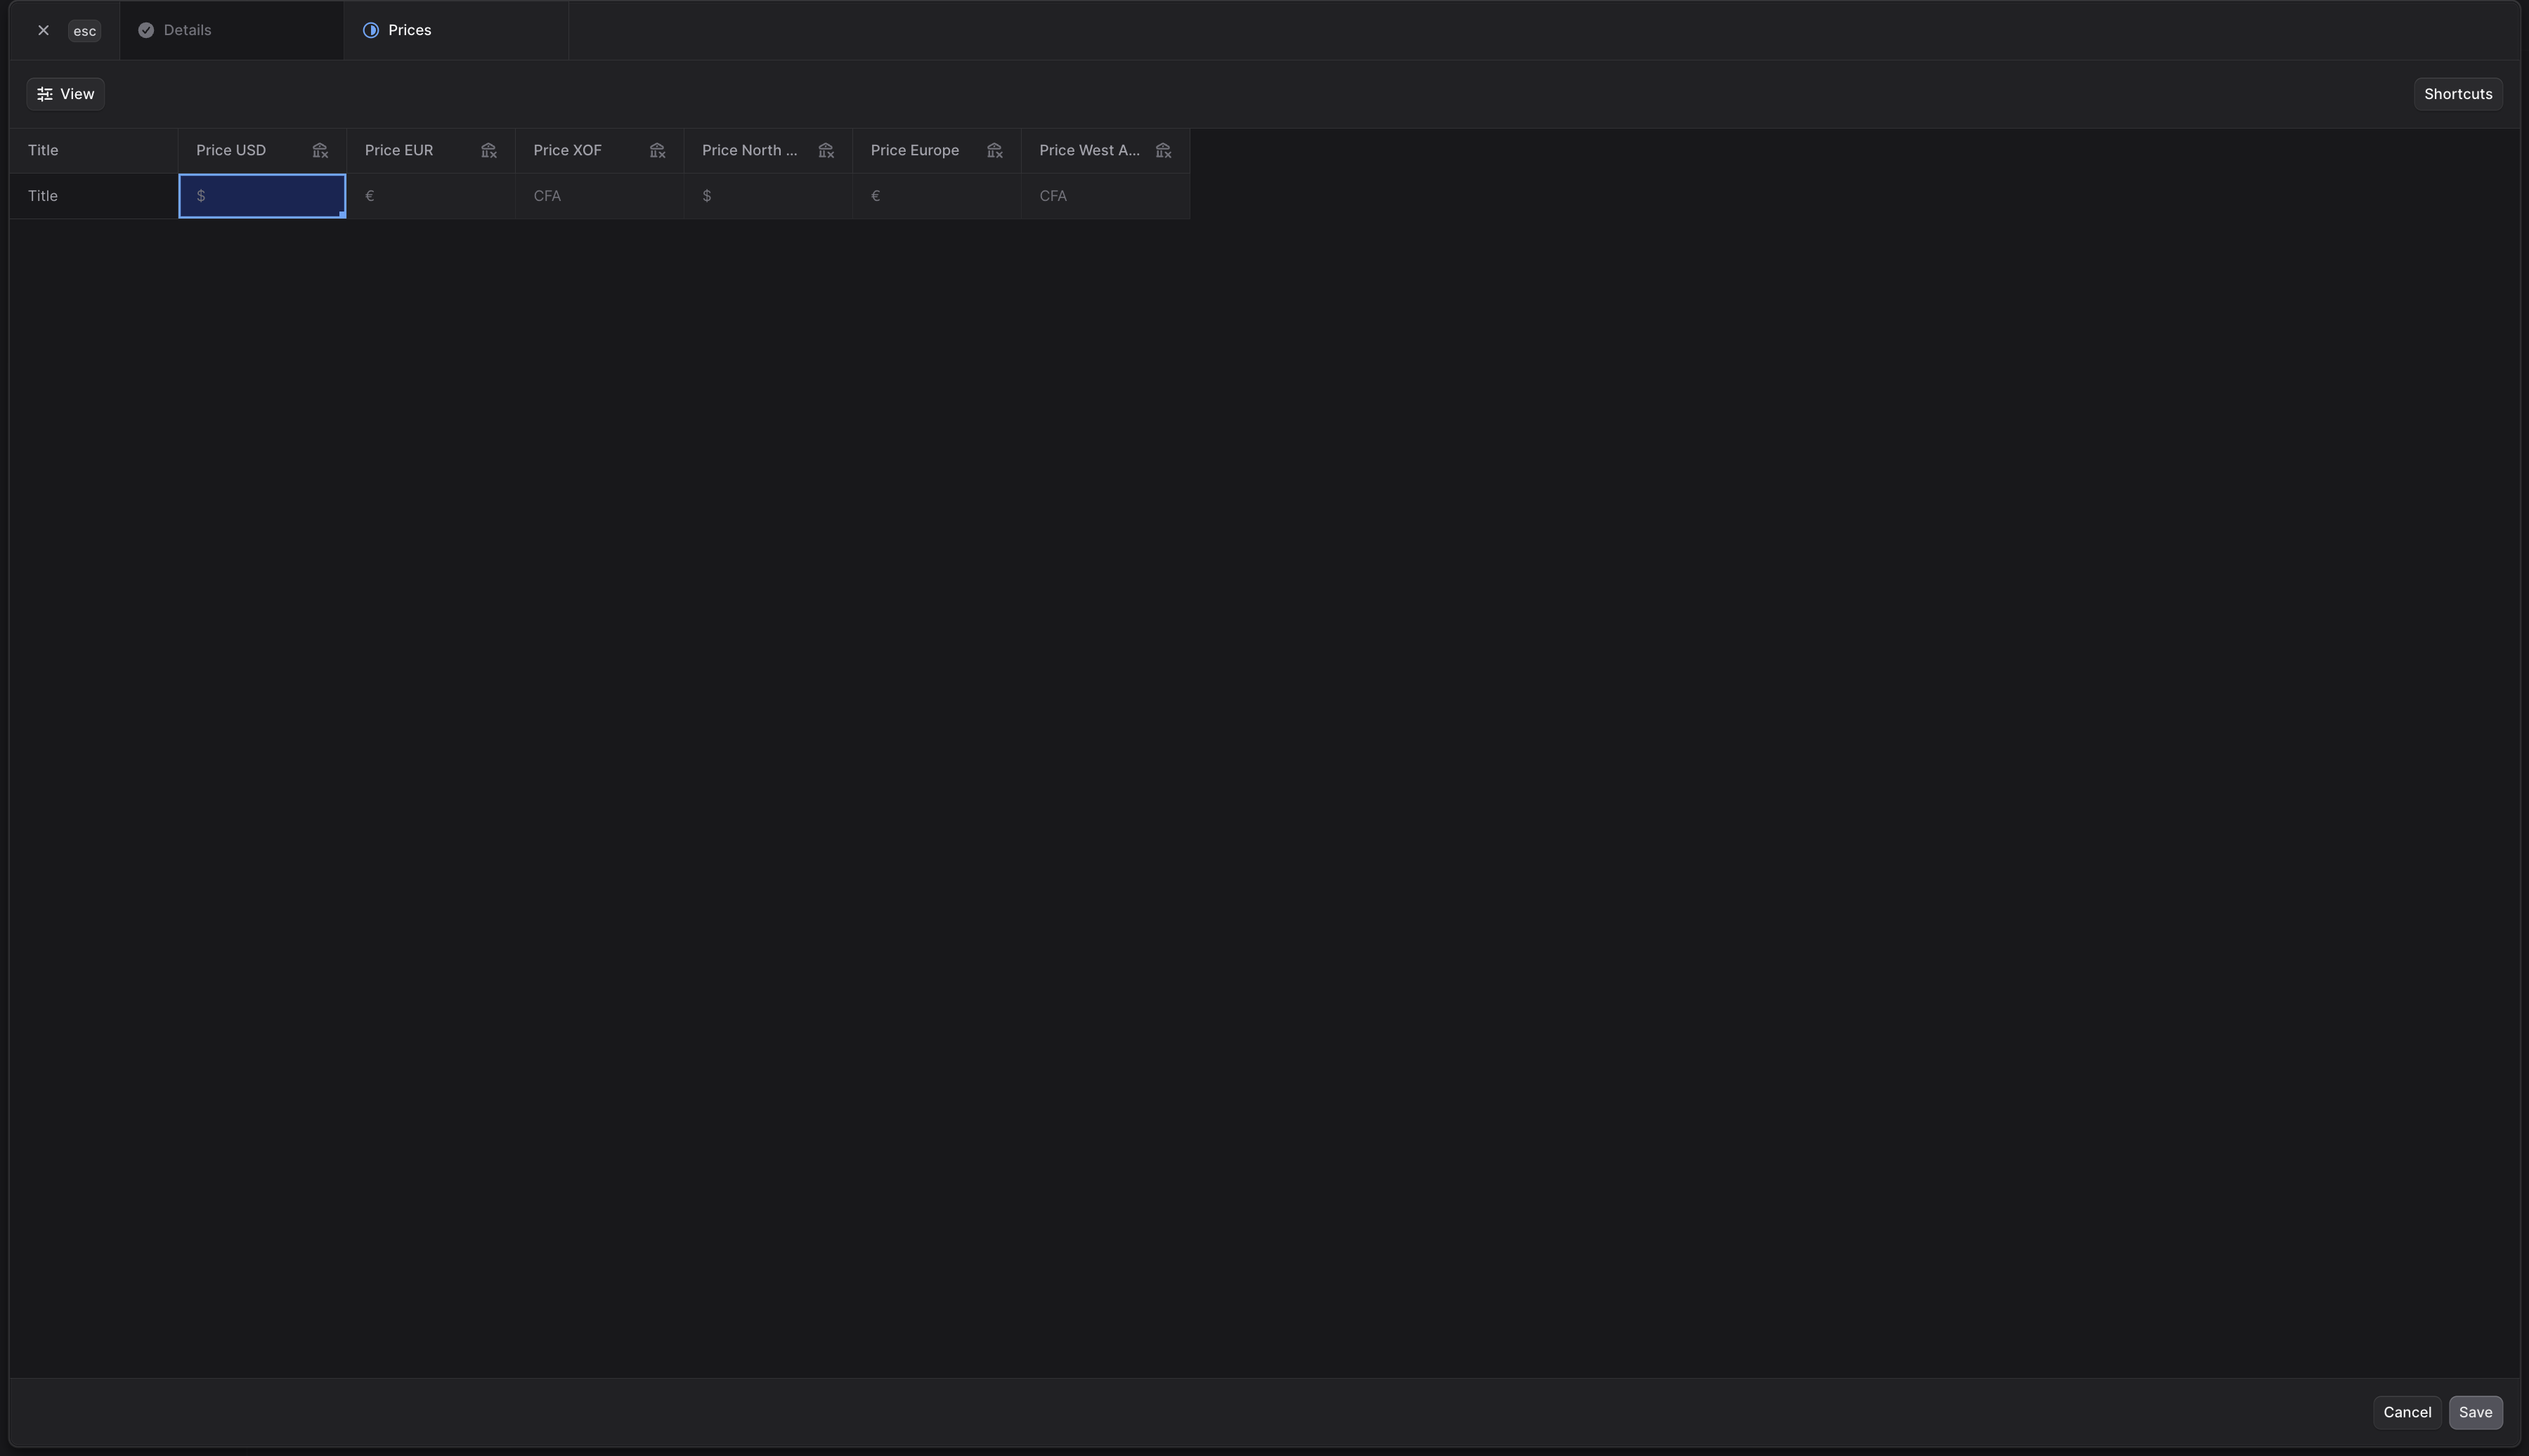 esc Details Prices
View Shortcuts
Title Price USD Price EUR Price XOF Price North ... Price Europe Price West A...
Title $ € CFA $ € CFA
Cancel Save